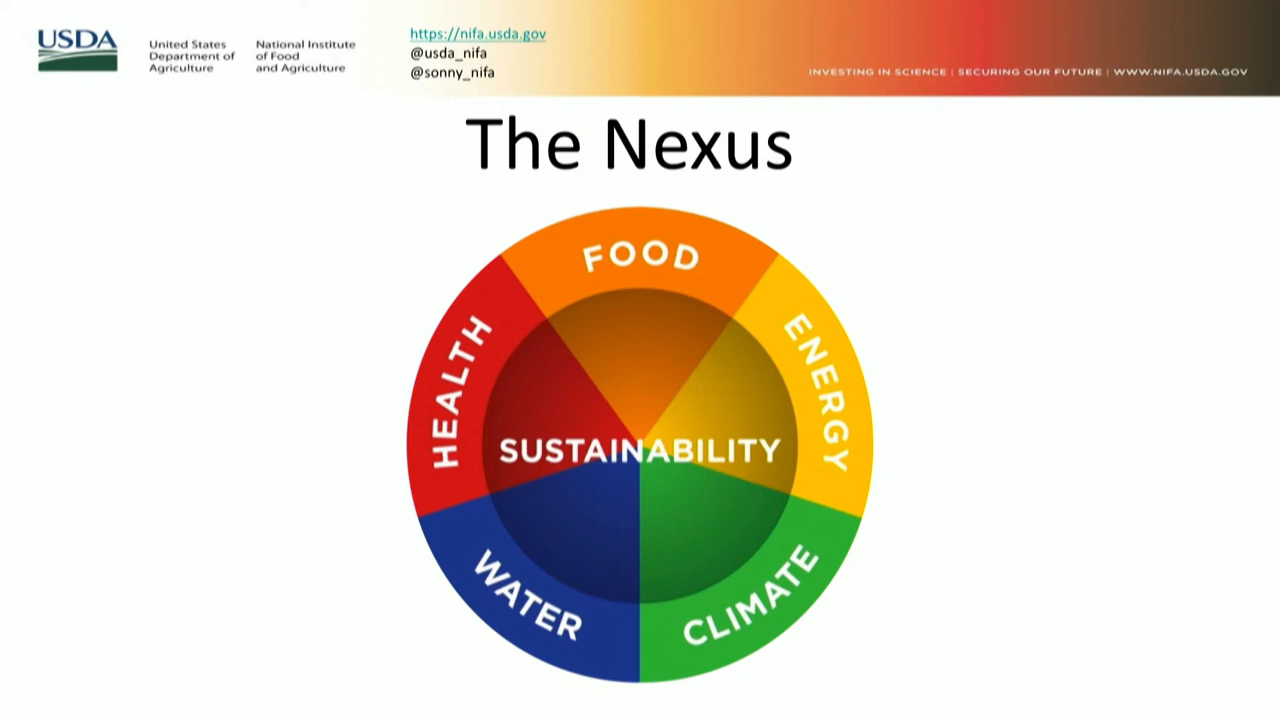 USDA
United States
Department of
Agriculture
National Institute
of Food
and Agriculture
https://nifa.usda.gov
@usda_nifa
@sonny_nifa
INVESTING IN SCIENCE | SECURING OUR FUTURE | WWW.NIFA.USDA.GOV
The Nexus
FOOD
HEALTH
ENERGY
SUSTAINABILITY
WATER
CLIMATE